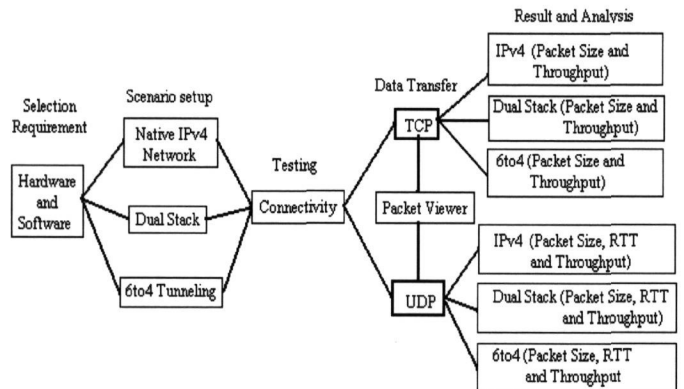 Result and Analysis
IPv4 (Packet Size and
Throughput)
Data Transfer
Selection
Requirement
Scenario setup
TCP
Dual Stack (Packet Size and
Throughput)
Native IPv4
Network
Testing
6to4 (Packet Size and
Throughput)
Hardware
and
Software
Dual Stack
Connectivity
Packet Viewer
IPv4 (Packet Size, RTT
and Throughput)
6to4 Tunneling
UDP
Dual Stack (Packet Size, RTT
and Throughput)
6to4 (Packet Size, RTT
and Throughput